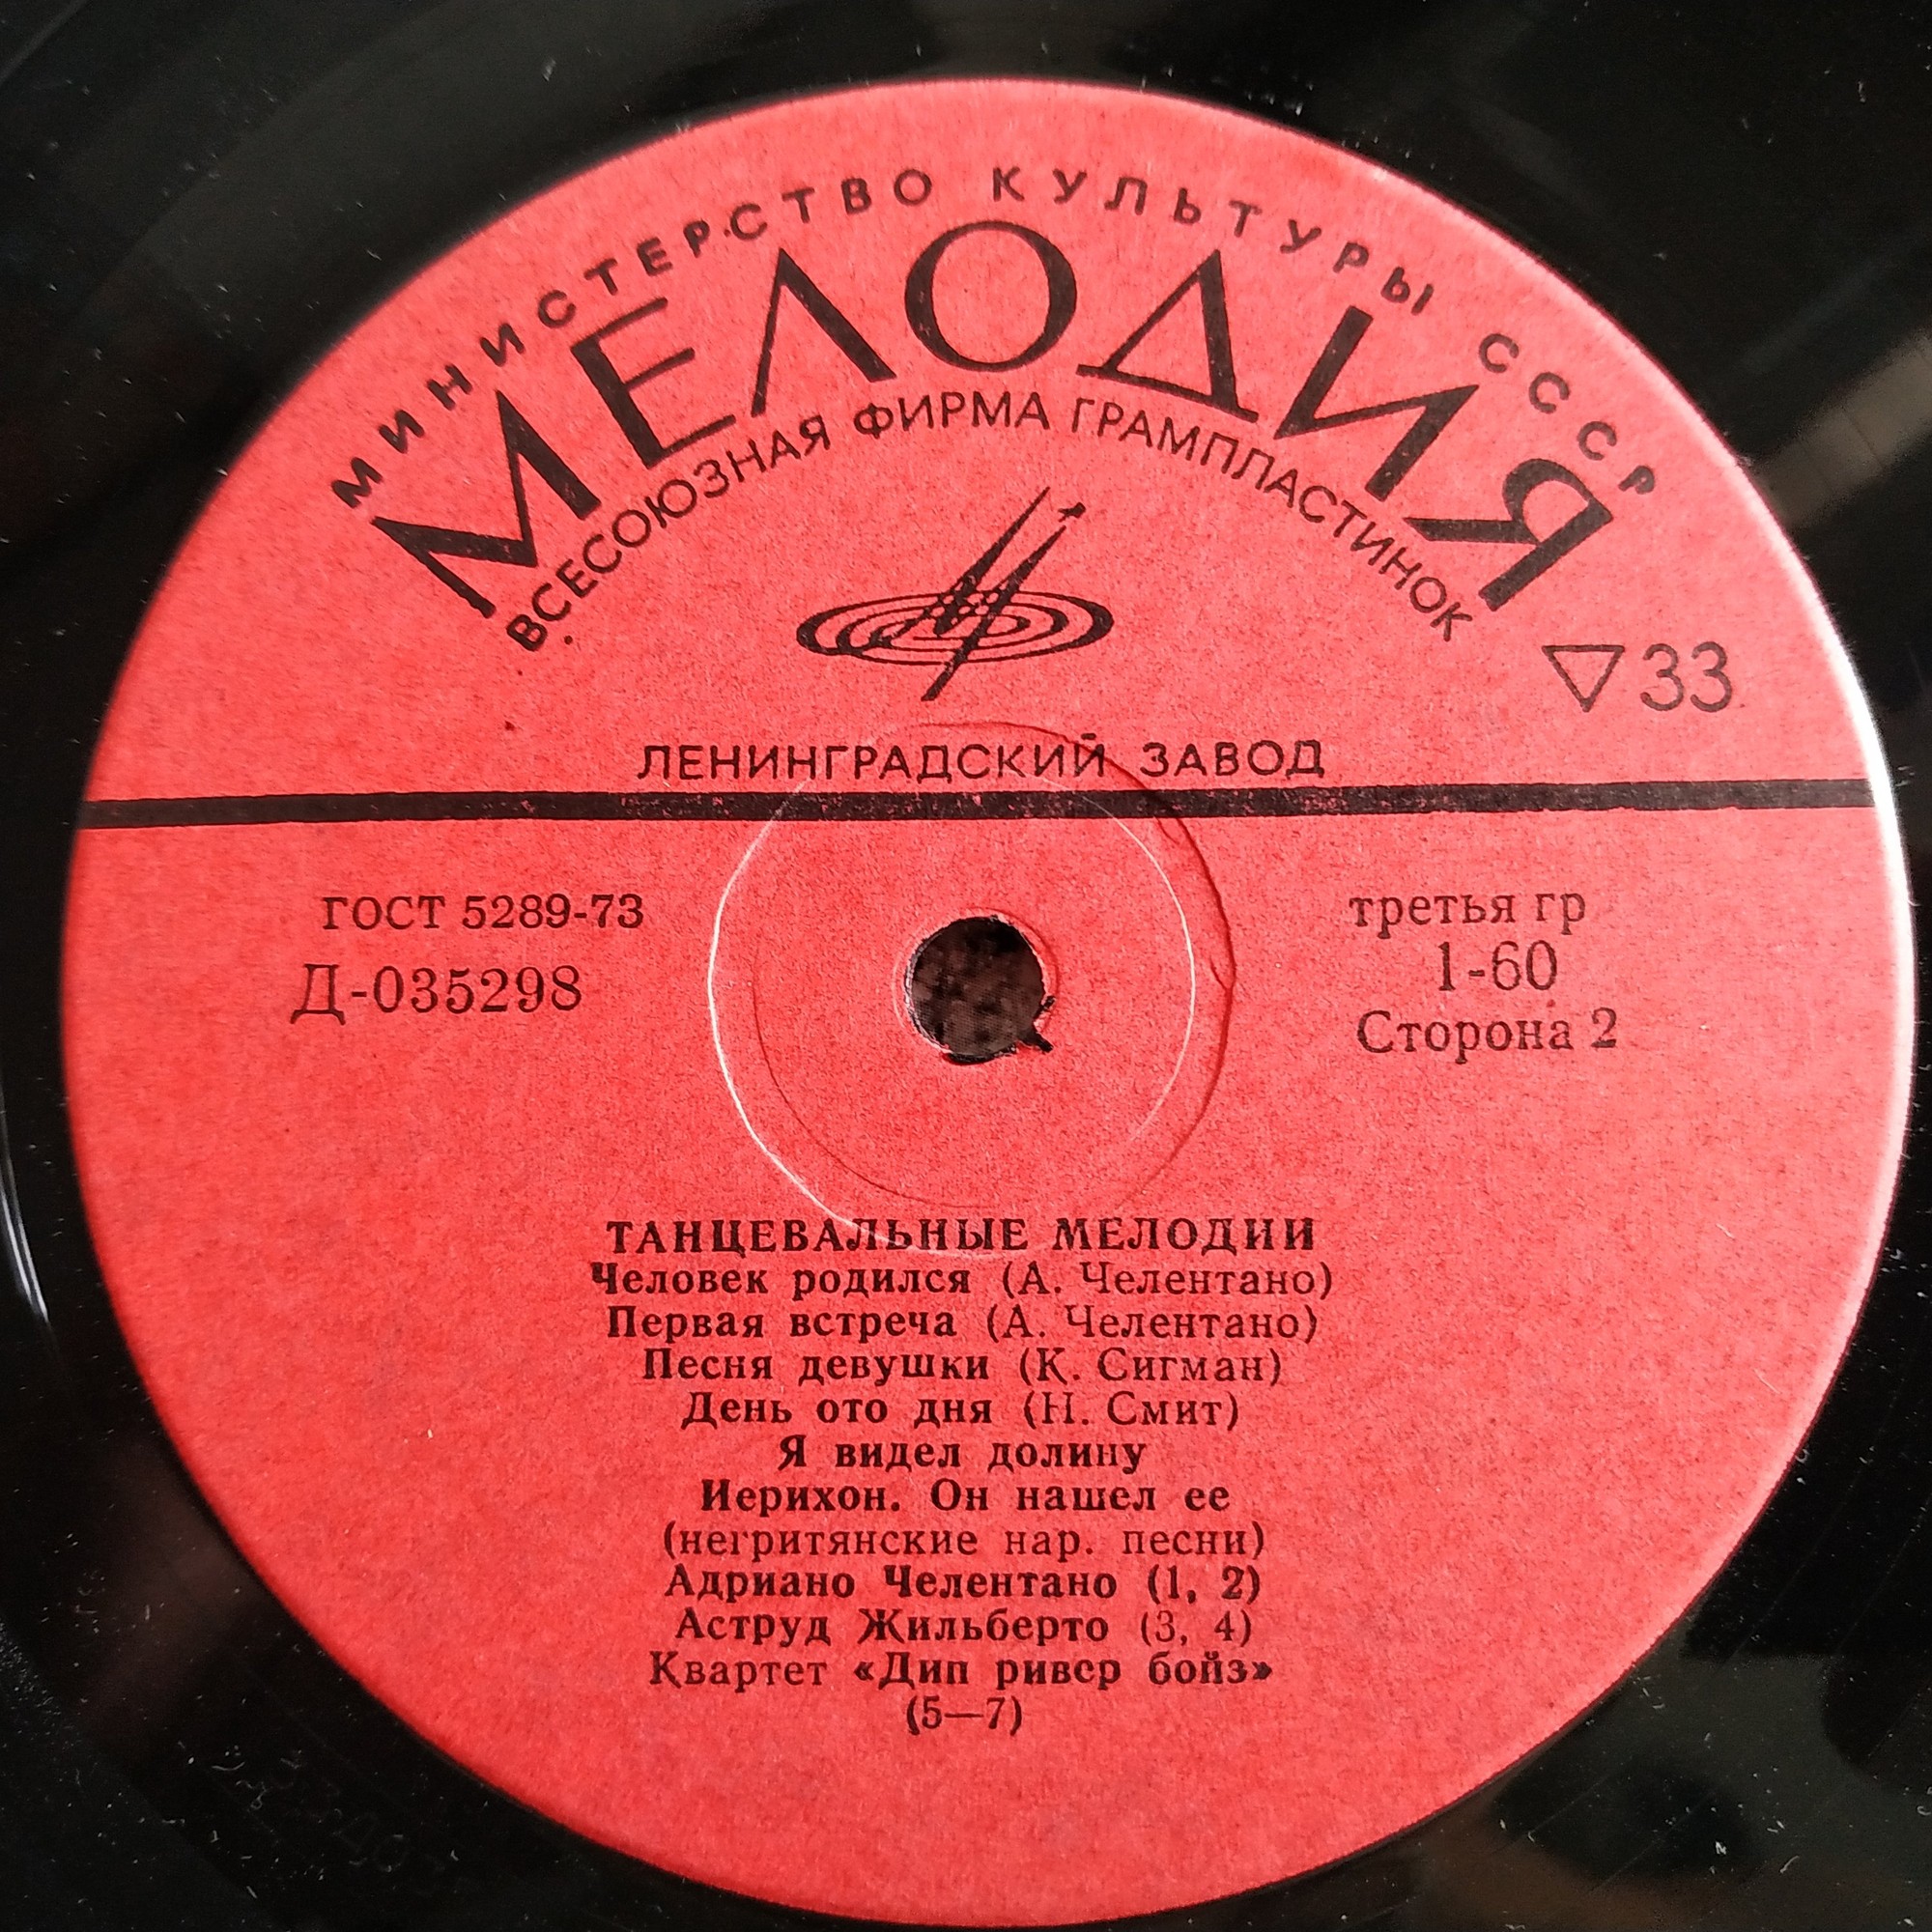 МИНИСТЕРСТВО КУЛЬТУРЫ СССР
МЕЛОДИЯ
ВСЕСОЮЗНАЯ ФИРМА ГРАМПЛАСТИНОК
33
ЛЕНИНГРАДСКИЙ ЗАВОД
ГОСТ 5289-73
Д-035298
третья гр
1-60
Сторона 2
ТАНЦЕВАЛЬНЫЕ МЕЛОДИИ
Человек родился (А. Челентано)
Первая встреча (А. Челентано)
Песня девушки (К. Сигман)
День ото дня (Н. Смит)
Я видел долину
Иерихон. Он нашел ее
(негритянские нар. песни)
Адриано Челентано (1, 2)
Аструд Жильберто (3, 4)
Квартет «Дип ривер бойз»
(5—7)